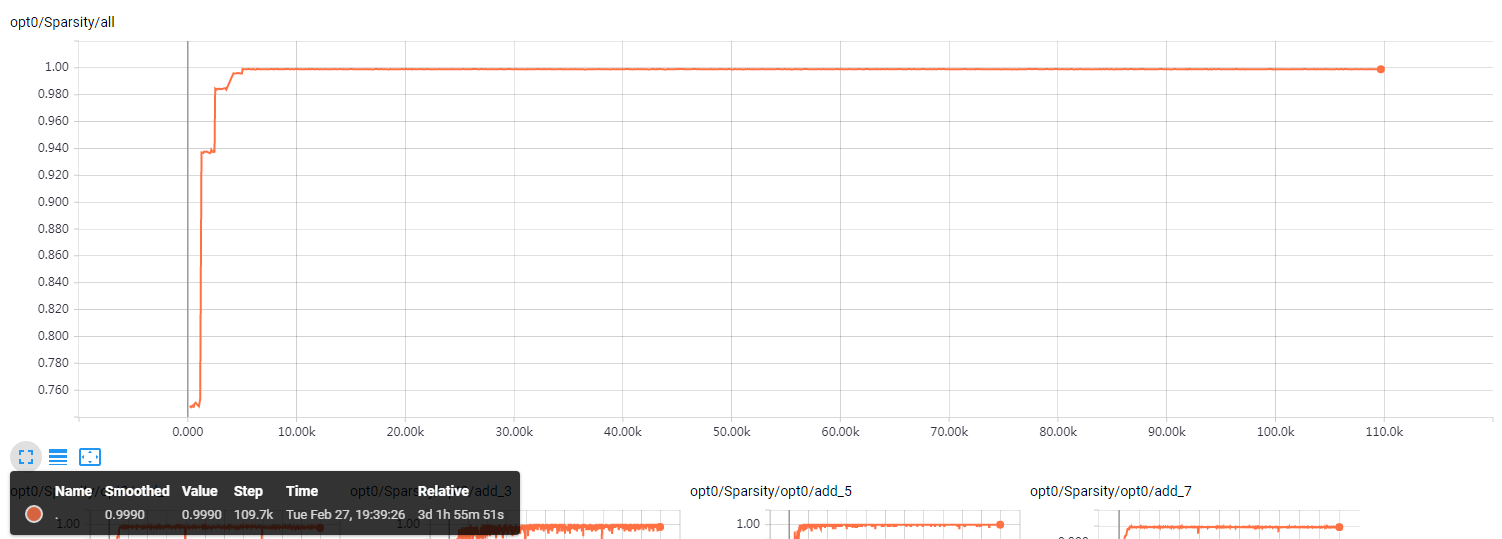 opt0/Sparsity/all
1.00
0.980
0.960
0.940
0.920
0.900
0.880
0.860
0.840
0.820
0.800
0.780
0.760
0.000 10.00k 20.00k 30.00k 40.00k 50.00k 60.00k 70.00k 80.00k 90.00k 100.0k 110.0k
Name Smoothed Value Step Time Relative
. 0.9990 0.9990 109.7k Tue Feb 27, 19:39:26 3d 1h 55m 51s
opt0/Sparsity/opt0/add_3 opt0/Sparsity/opt0/add_5 opt0/Sparsity/opt0/add_7
1.00 1.00 1.00